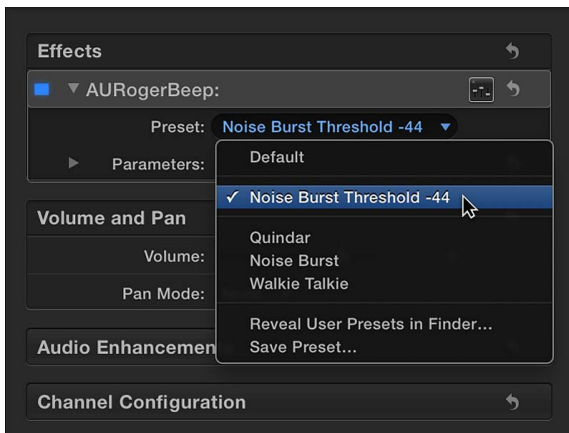 Effects
AURogerBeep:
Preset: Noise Burst Threshold -44
Default
Parameters:
✓ Noise Burst Threshold -44
Volume and Pan
Quindar
Volume:
Noise Burst
Walkie Talkie
Pan Mode:
Reveal User Presets in Finder...
Audio Enhancemen
Save Preset...
Channel Configuration